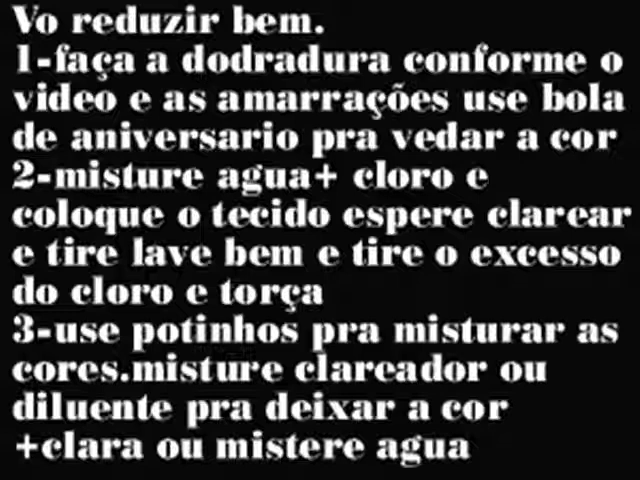 Vo reduzir bem.
1-faça a dodradura conforme o
video e as amarrações use bola
de aniversario pra vedar a cor
2-misture agua+ cloro e
coloque o tecido espere clarear
e tire lave bem e tire o excesso
do cloro e torça
3-use potinhos pra misturar as
cores.misture clareador ou
diluente pra deixar a cor
+clara ou mistere agua